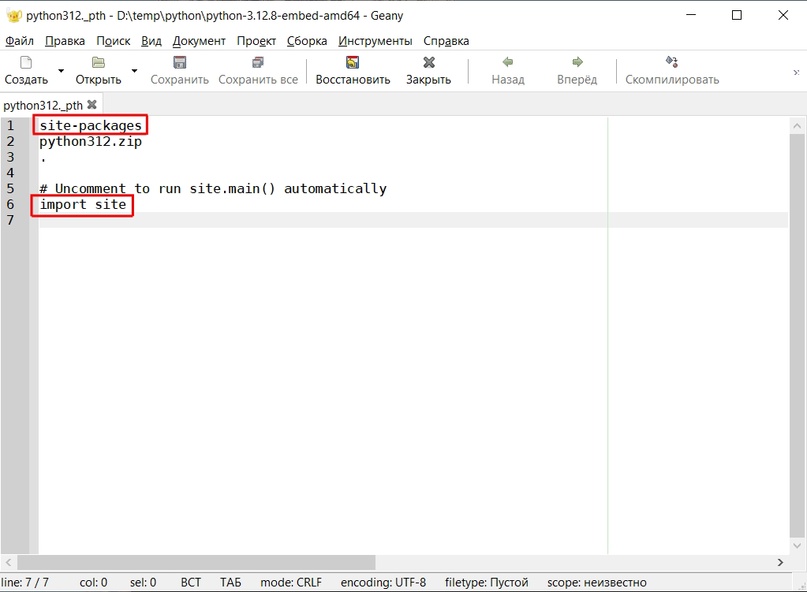 python312._pth - D:\temp\python\python-3.12.8-embed-amd64 - Geany
Файл Правка Поиск Вид Документ Проект Сборка Инструменты Справка
Создать Открыть Сохранить Сохранить все Восстановить Закрыть Назад Вперёд Скомпилировать
python312._pth
1 site-packages
2 python312.zip
3 .
4
5 # Uncomment to run site.main() automatically
6 import site
7
line: 7 / 7 col: 0 sel: 0 ВСТ ТАБ mode: CRLF encoding: UTF-8 filetype: Пустой scope: неизвестно